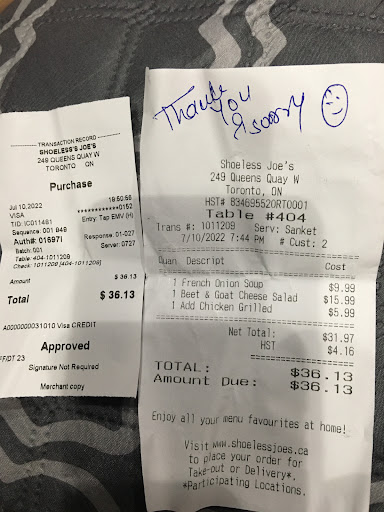 TRANSACTION RECORD
SHOELESS'S JOE'S
249 QUEENS QUAY W
TORONTO ON
Purchase
Jul 10,2022 19:50:58
VISA ************0152
TID: IC011481 Entry: Tap EMV (H)
Sequence: 001 048
Auth#: 01697I Response: 01-027
Batch: 001 Server: 0727
Table: 404-1011209
Check: 1011209 [404-1011209]
Amount $ 36.13
Total $ 36.13
A0000000031010 Visa CREDIT
Approved
Signature Not Required
Merchant copy
Thank you
& sorry
Shoeless Joe's
249 Queens Quay W
Toronto, ON
HST# 834695520RT0001
Table #404
Trans #: 1011209 Serv: Sanket
7/10/2022 7:44 PM # Cust: 2
Quan Descript Cost
1 French Onion Soup $9.99
1 Beef & Goat Cheese Salad $15.99
1 Add Chicken Grilled $5.99
Net Total: $31.97
HST $4.16
TOTAL: $36.13
Amount Due: $36.13
Enjoy all your menu favourites at home!
Visit www.shoelessjoes.ca
to place your order for
Take-out or Delivery*.
*Participating Locations.